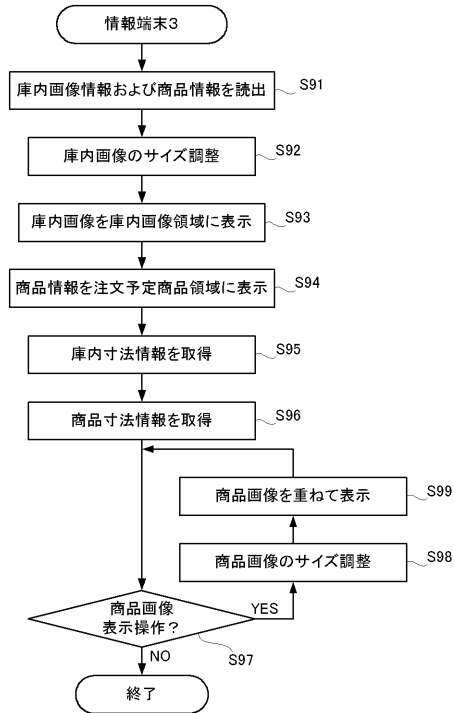 情報端末3
庫内画像情報および商品情報を読出
S91
庫内画像のサイズ調整
S92
庫内画像を庫内画像領域に表示
S93
商品情報を注文予定商品領域に表示
S94
庫内寸法情報を取得
S95
商品寸法情報を取得
S96
商品画像を重ねて表示
S99
商品画像のサイズ調整
S98
商品画像
表示操作？
YES
S97
NO
終了